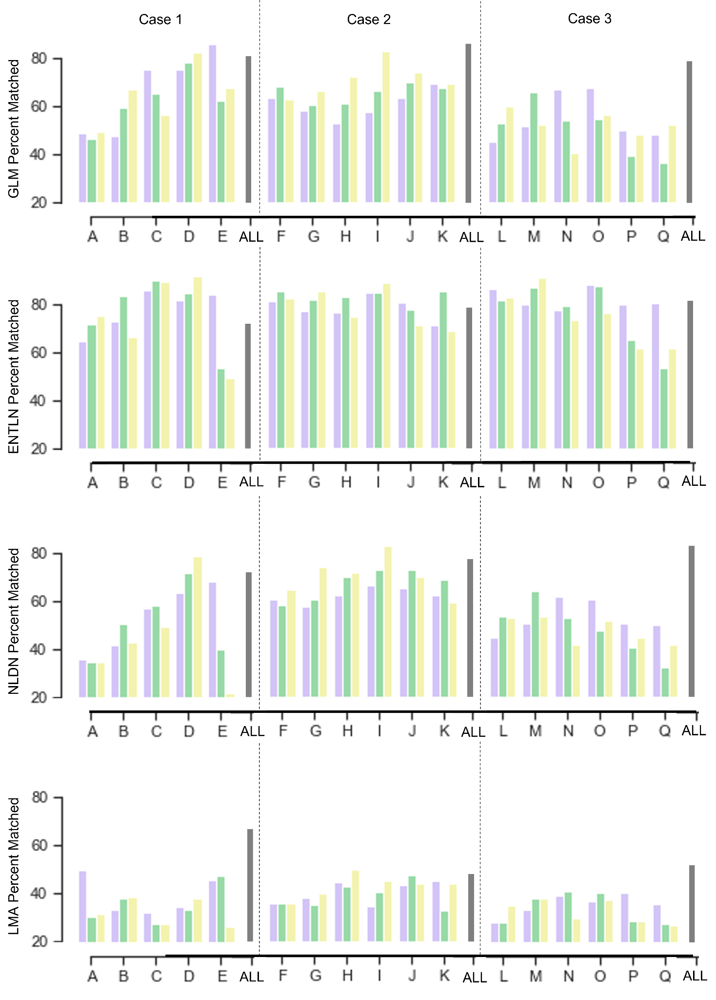 Case 1 Case 2 Case 3
GLM Percent Matched
80
60
40
20
A B C D E ALL F G H I J K ALL L M N O P Q ALL
ENTLN Percent Matched
80
60
40
20
A B C D E ALL F G H I J K ALL L M N O P Q ALL
NLDN Percent Matched
80
60
40
20
A B C D E ALL F G H I J K ALL L M N O P Q ALL
LMA Percent Matched
80
60
40
20
A B C D E ALL F G H I J K ALL L M N O P Q ALL